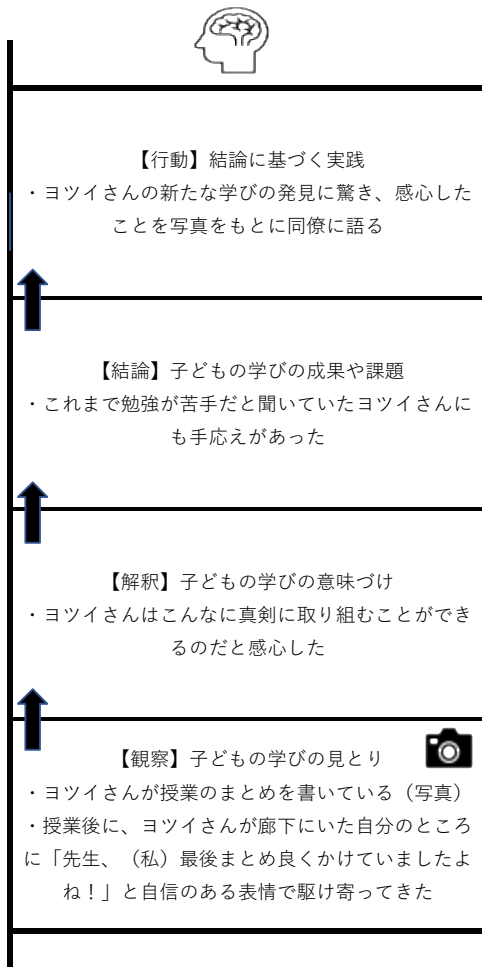 【行動】結論に基づく実践
・ヨツイさんの新たな学びの発見に驚き、感心した
ことを写真をもとに同僚に語る
【結論】子どもの学びの成果や課題
・これまで勉強が苦手だと聞いていたヨツイさんに
も手応えがあった
【解釈】子どもの学びの意味づけ
・ヨツイさんはこんなに真剣に取り組むことができ
るのだと感心した
【観察】子どもの学びの見とり
・ヨツイさんが授業のまとめを書いている（写真）
・授業後に、ヨツイさんが廊下にいた自分のところ
に「先生、（私）最後まとめ良くかけていましたよ
ね！」と自信のある表情で駆け寄ってきた